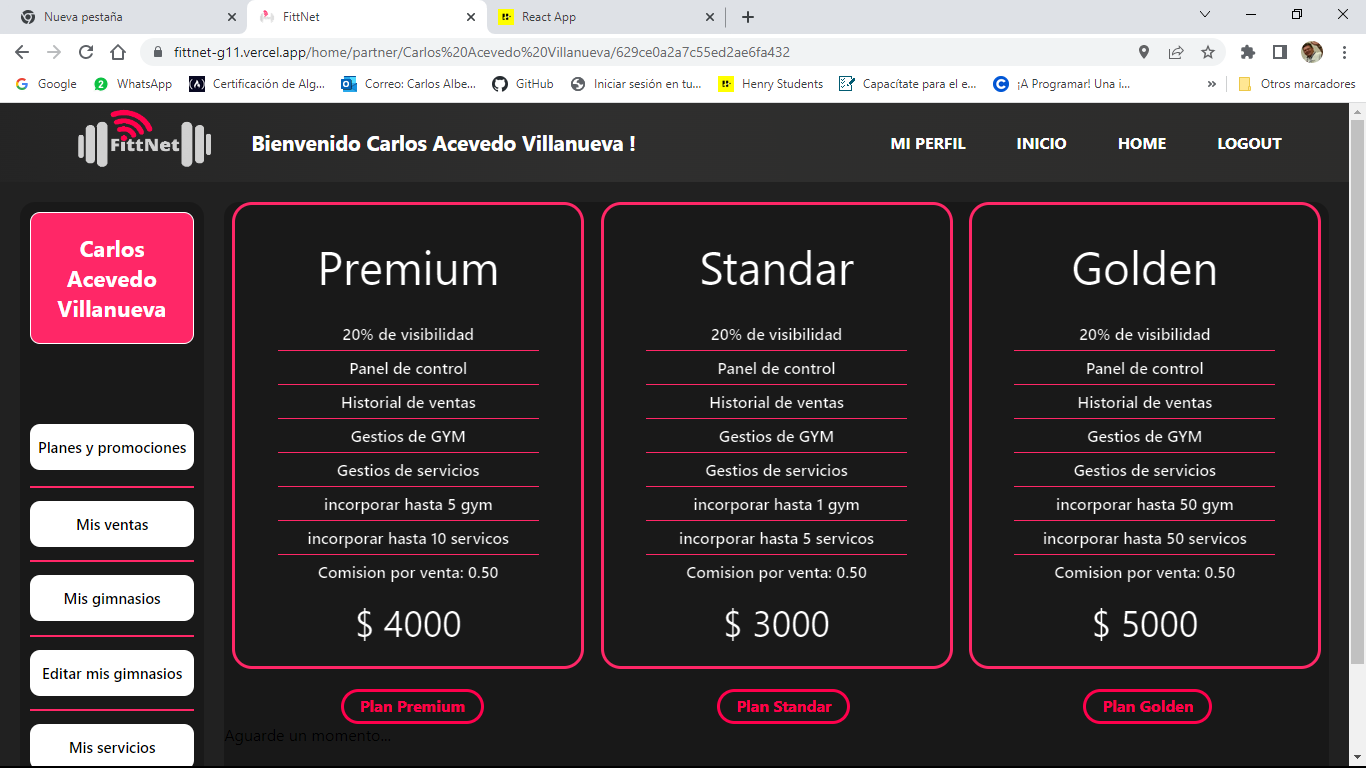 Nueva pestaña
FittNet
React App
fittnet-g11.vercel.app/home/partner/Carlos%20Acevedo%20Villanueva/629ce0a2a7c55ed2ae6fa432
Google
WhatsApp
Certificación de Alg...
Correo: Carlos Albe...
GitHub
Iniciar sesión en tu...
Henry Students
Capacítate para el e...
¡A Programar! Una i...
»
Otros marcadores
FittNet
Bienvenido Carlos Acevedo Villanueva !
MI PERFIL
INICIO
HOME
LOGOUT
Carlos
Acevedo
Villanueva
Planes y promociones
Mis ventas
Mis gimnasios
Editar mis gimnasios
Mis servicios
Premium
20% de visibilidad
Panel de control
Historial de ventas
Gestios de GYM
Gestios de servicios
incorporar hasta 5 gym
incorporar hasta 10 servicos
Comision por venta: 0.50
$ 4000
Plan Premium
Standar
20% de visibilidad
Panel de control
Historial de ventas
Gestios de GYM
Gestios de servicios
incorporar hasta 1 gym
incorporar hasta 5 servicos
Comision por venta: 0.50
$ 3000
Plan Standar
Golden
20% de visibilidad
Panel de control
Historial de ventas
Gestios de GYM
Gestios de servicios
incorporar hasta 50 gym
incorporar hasta 50 servicos
Comision por venta: 0.50
$ 5000
Plan Golden
Aguarde un momento...